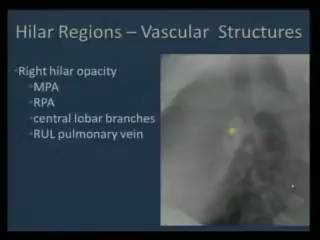 Hilar Regions – Vascular Structures
Right hilar opacity
MPA
RPA
central lobar branches
RUL pulmonary vein